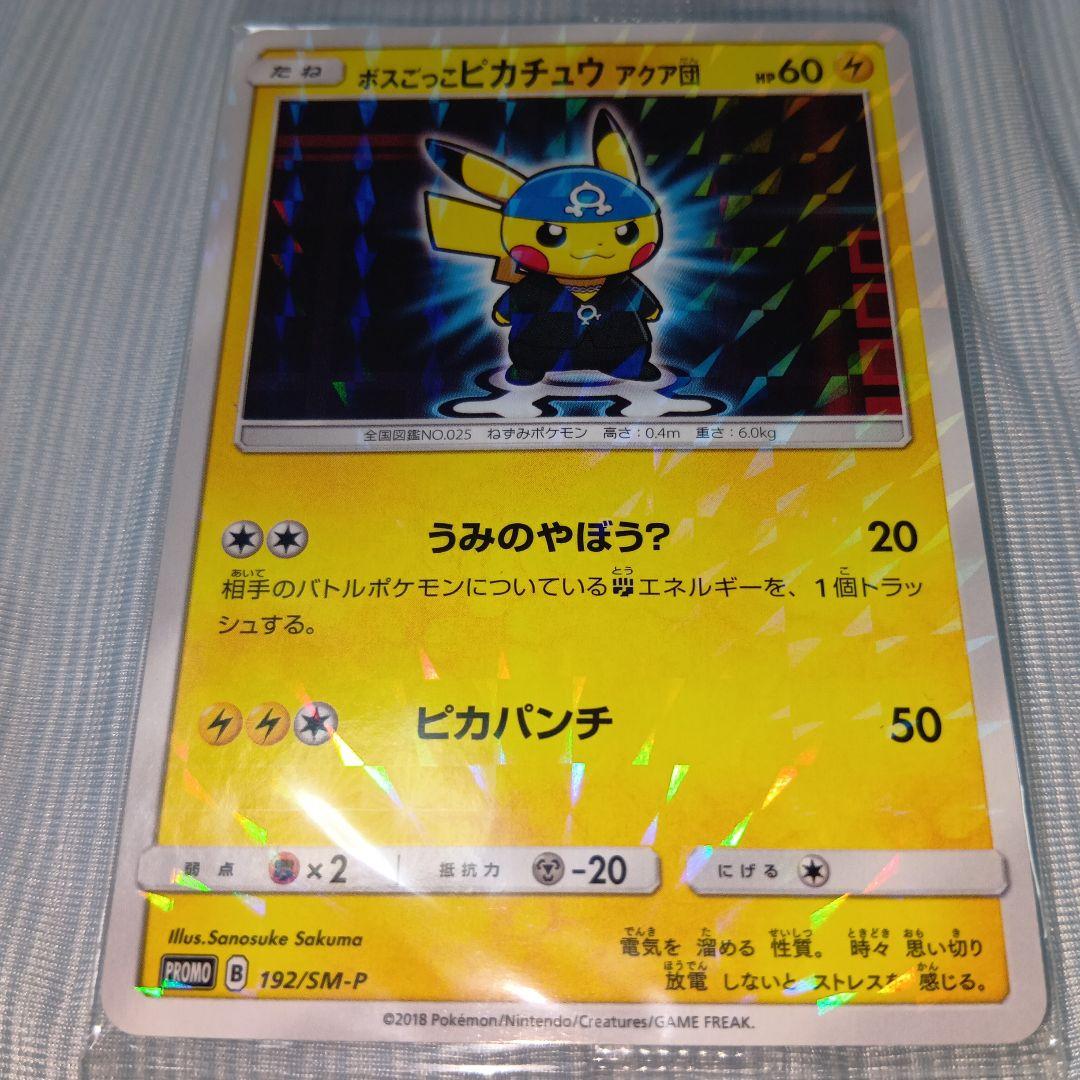 たね ボスごっこピカチュウ アクア団 HP60
全国図鑑NO.025 ねずみポケモン 高さ:0.4m 重さ:6.0kg
うみのやぼう? 20
相手のバトルポケモンについているエネルギーを、1個トラッ
シュする。
ピカパンチ 50
弱点 ×2 抵抗力 -20 にげる
Illus.Sanosuke Sakuma
PROMO B 192/SM-P
電気を 溜める 性質。 時々 思い切り
放電 しないと ストレスを 感じる。
©2018 Pokémon/Nintendo/Creatures/GAME FREAK.